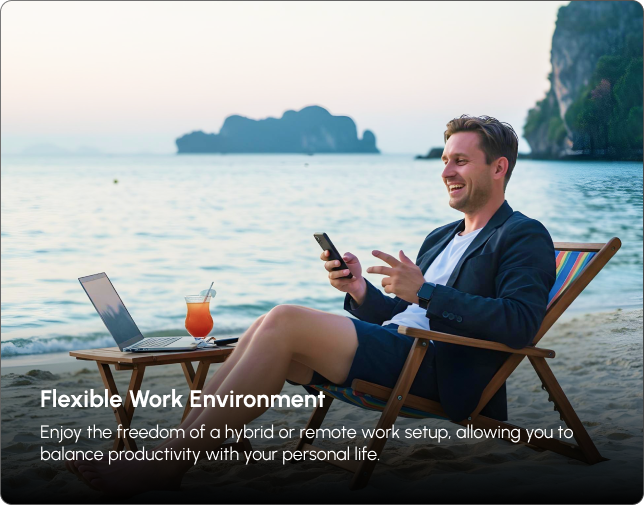 Flexible Work Environment
Enjoy the freedom of a hybrid or remote work setup, allowing you to
balance productivity with your personal life.